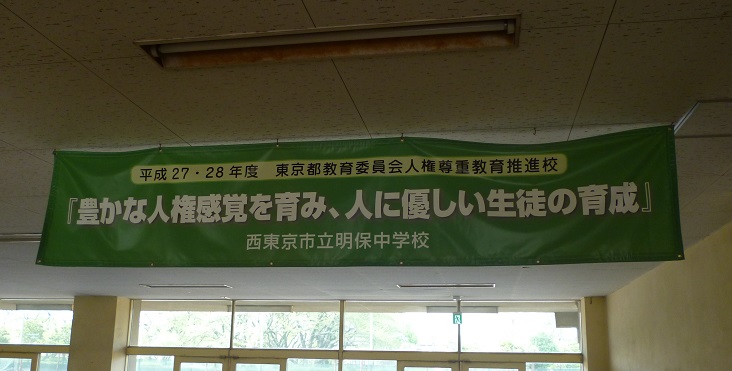 平成27・28年度　東京都教育委員会人権尊重教育推進校
『豊かな人権感覚を育み、人に優しい生徒の育成』
西東京市立明保中学校